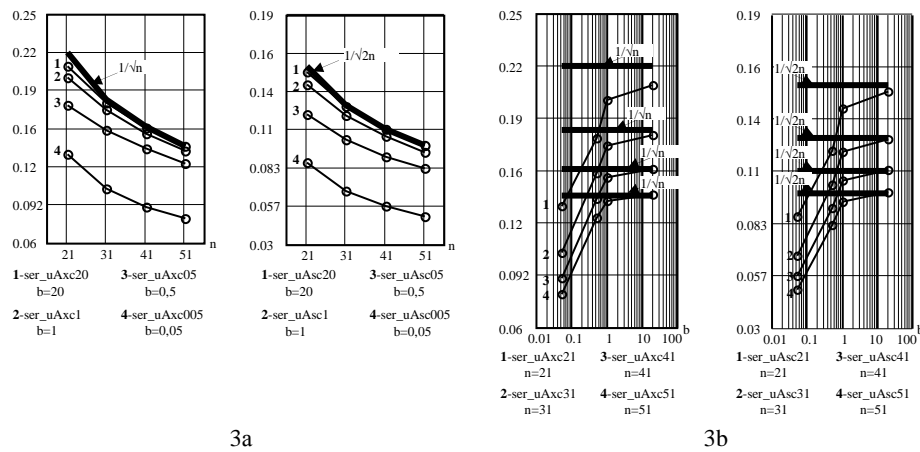 0.25
0.22
0.19
0.16
0.12
0.092
0.06
1
2
3
4
1/√n
21 31 41 51 n
1-ser_uAxc20 3-ser_uAxc05
b=20 b=0,5
2-ser_uAxc1 4-ser_uAxc005
b=1 b=0,05
0.19
0.16
0.14
0.11
0.083
0.057
0.03
1
2
3
4
1/√2n
21 31 41 51 n
1-ser_uAsc20 3-ser_uAsc05
b=20 b=0,5
2-ser_uAsc1 4-ser_uAsc005
b=1 b=0,05
3a
0.25
0.22
0.19
0.16
0.12
0.092
0.06
1/√n
1/√n
1/√n
1/√n
1
2
3
4
0.01 0.1 1 10 100 b
1-ser_uAxc21 3-ser_uAxc41
n=21 n=41
2-ser_uAxc31 4-ser_uAxc51
n=31 n=51
0.19
0.16
0.14
0.11
0.083
0.057
0.03
1/√2n
1/√2n
1/√2n
1/√2n
1
2
3
4
0.01 0.1 1 10 100 b
1-ser_uAsc21 3-ser_uAsc41
n=21 n=41
2-ser_uAsc31 4-ser_uAsc51
n=31 n=51
3b